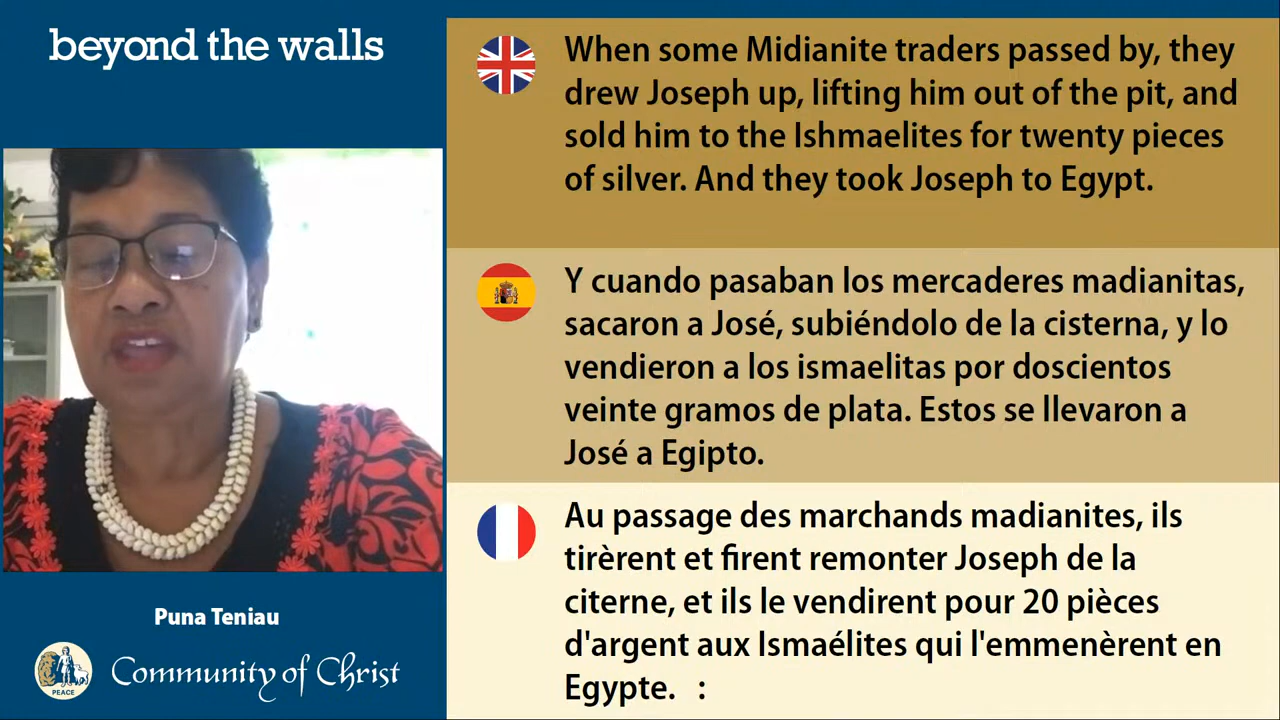 beyond the walls
When some Midianite traders passed by, they
drew Joseph up, lifting him out of the pit, and
sold him to the Ishmaelites for twenty pieces
of silver. And they took Joseph to Egypt.
Y cuando pasaban los mercaderes madianitas,
sacaron a José, subiéndolo de la cisterna, y lo
vendieron a los ismaelitas por doscientos
veinte gramos de plata. Estos se llevaron a
José a Egipto.
Au passage des marchands madianites, ils
tirèrent et firent remonter Joseph de la
citerne, et ils le vendirent pour 20 pièces
d'argent aux Ismaélites qui l'emmenèrent en
Egypte. :
Puna Teniau
PEACE
Community of Christ